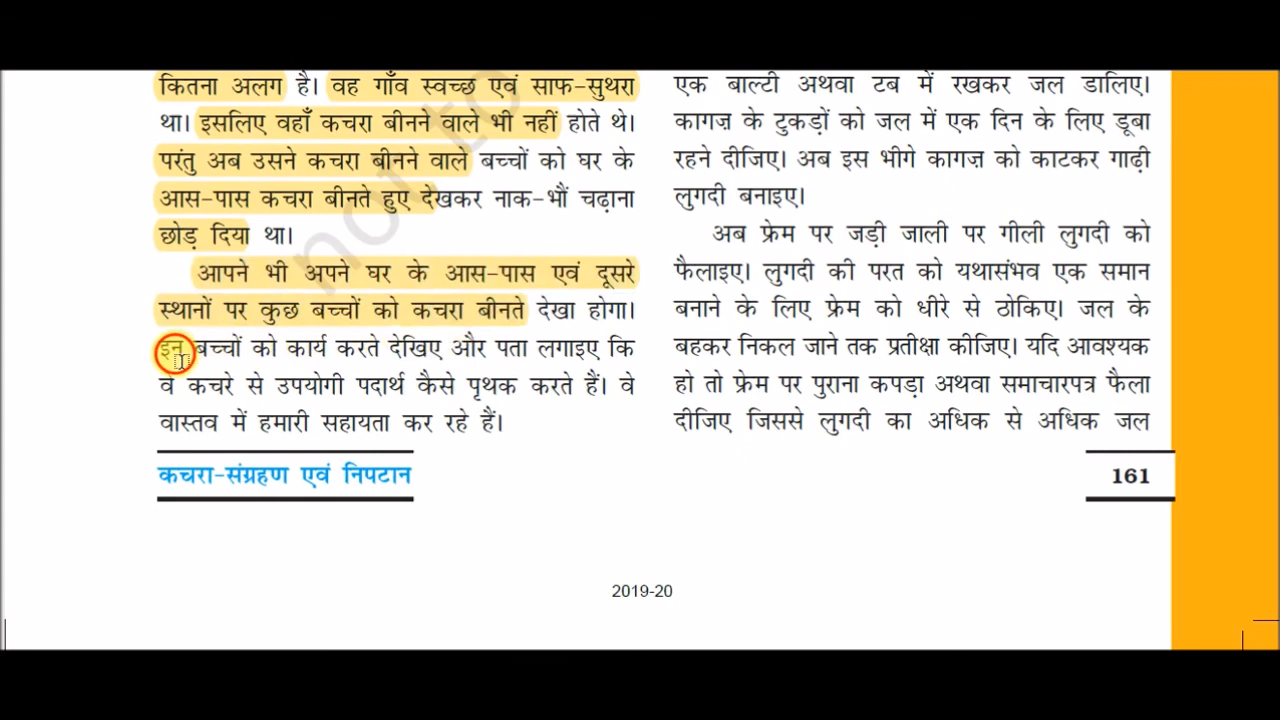 कितना अलग है। वह गाँव स्वच्छ एवं साफ-सुथरा
था। इसलिए वहाँ कचरा बीनने वाले भी नहीं होते थे।
परंतु अब उसने कचरा बीनने वाले बच्चों को घर के
आस-पास कचरा बीनते हुए देखकर नाक-भौं चढ़ाना
छोड़ दिया था।
आपने भी अपने घर के आस-पास एवं दूसरे
स्थानों पर कुछ बच्चों को कचरा बीनते देखा होगा।
इन बच्चों को कार्य करते देखिए और पता लगाइए कि
वे कचरे से उपयोगी पदार्थ कैसे पृथक करते हैं। वे
वास्तव में हमारी सहायता कर रहे हैं।
एक बाल्टी अथवा टब में रखकर जल डालिए।
कागज़ के टुकड़ों को जल में एक दिन के लिए डूबा
रहने दीजिए। अब इस भीगे कागज़ को काटकर गाढ़ी
लुगदी बनाइए।
अब फ्रेम पर जड़ी जाली पर गीली लुगदी को
फैलाइए। लुगदी की परत को यथासंभव एक समान
बनाने के लिए फ्रेम को धीरे से ठोकिए। जल के
बहकर निकल जाने तक प्रतीक्षा कीजिए। यदि आवश्यक
हो तो फ्रेम पर पुराना कपड़ा अथवा समाचारपत्र फैला
दीजिए जिससे लुगदी का अधिक से अधिक जल
कचरा-संग्रहण एवं निपटान
161
2019-20
not to